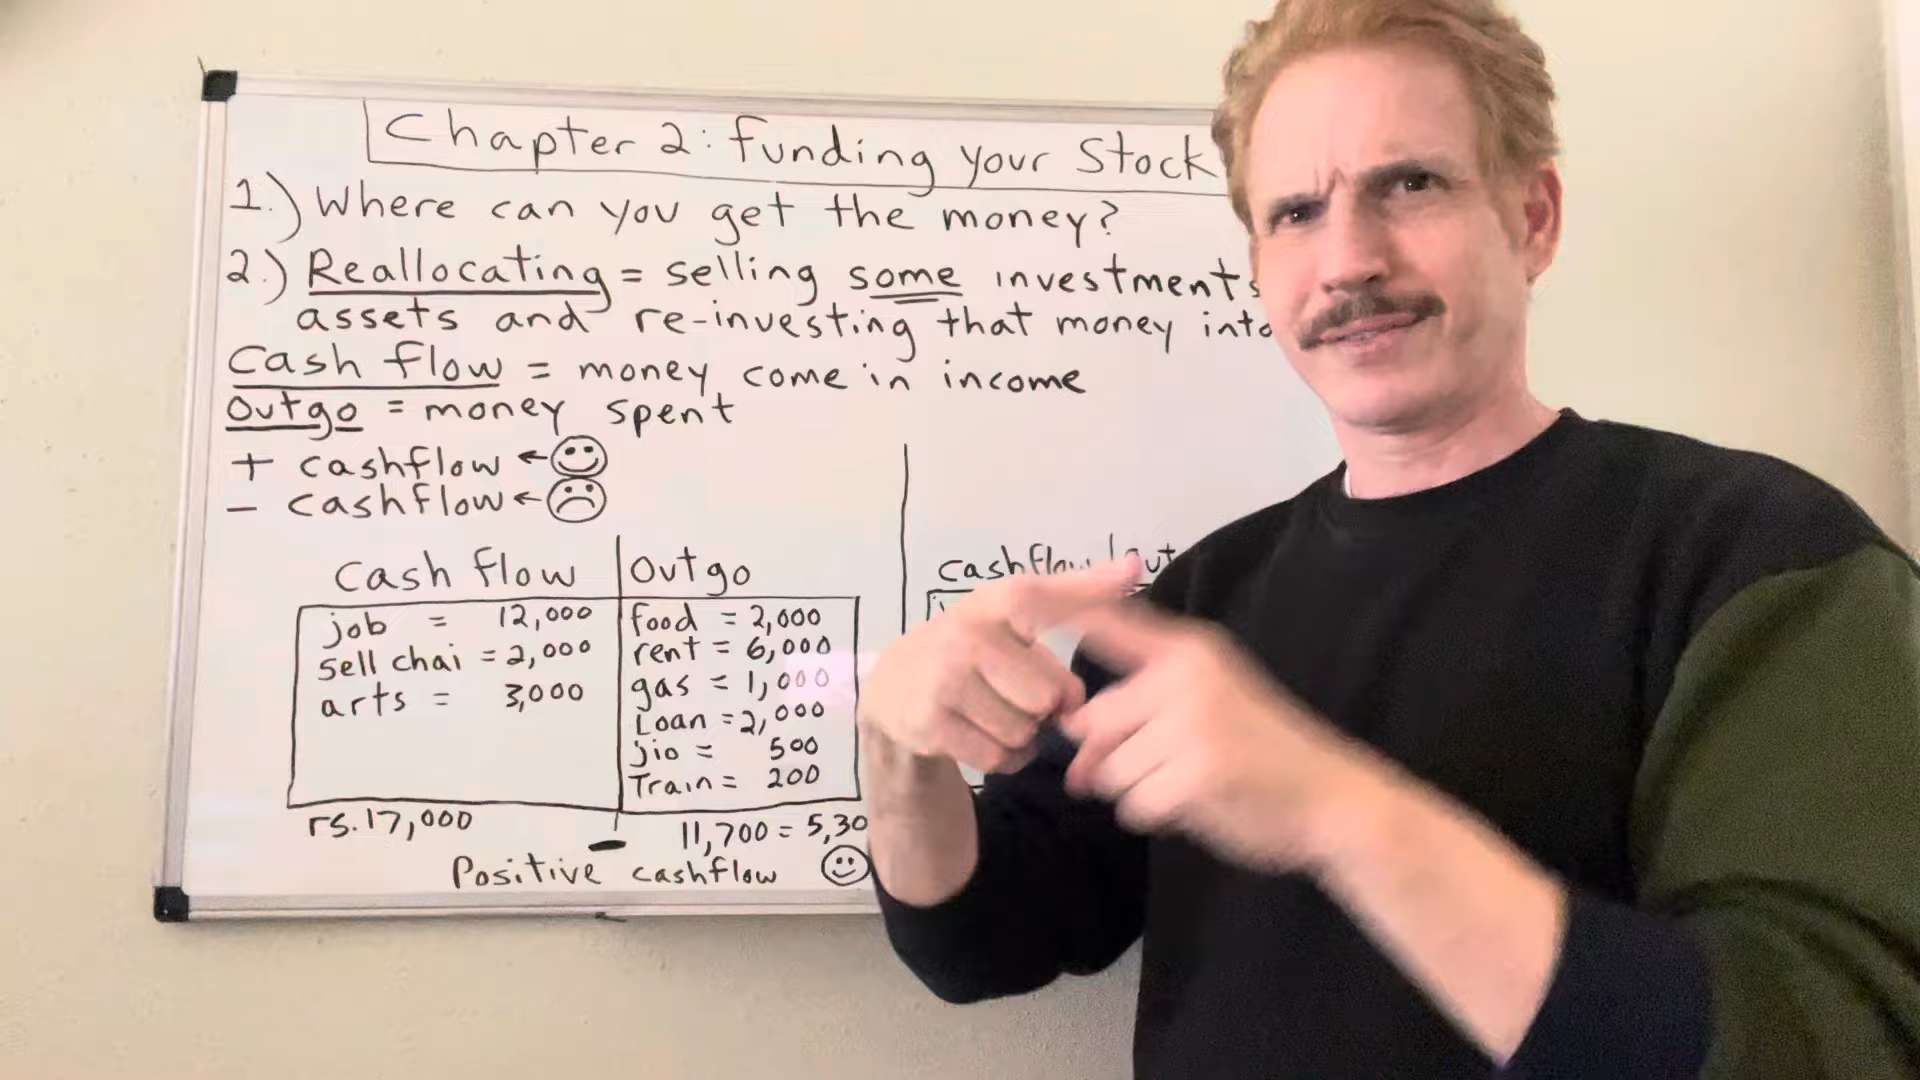 Chapter 2: Funding your Stock
1.) Where can you get the money?
2.) Reallocating = selling some investments
assets and re-investing that money into
Cash flow = money come in income
Outgo = money spent
+ cashflow ←
- cashflow ←
Cash flow
Outgo
job = 12,000
sell chai = 2,000
arts = 3,000
food = 2,000
rent = 6,000
gas = 1,000
Loan = 2,000
jio = 500
Train = 200
rs. 17,000 - 11,700 = 5,30
Positive cashflow
cashflow